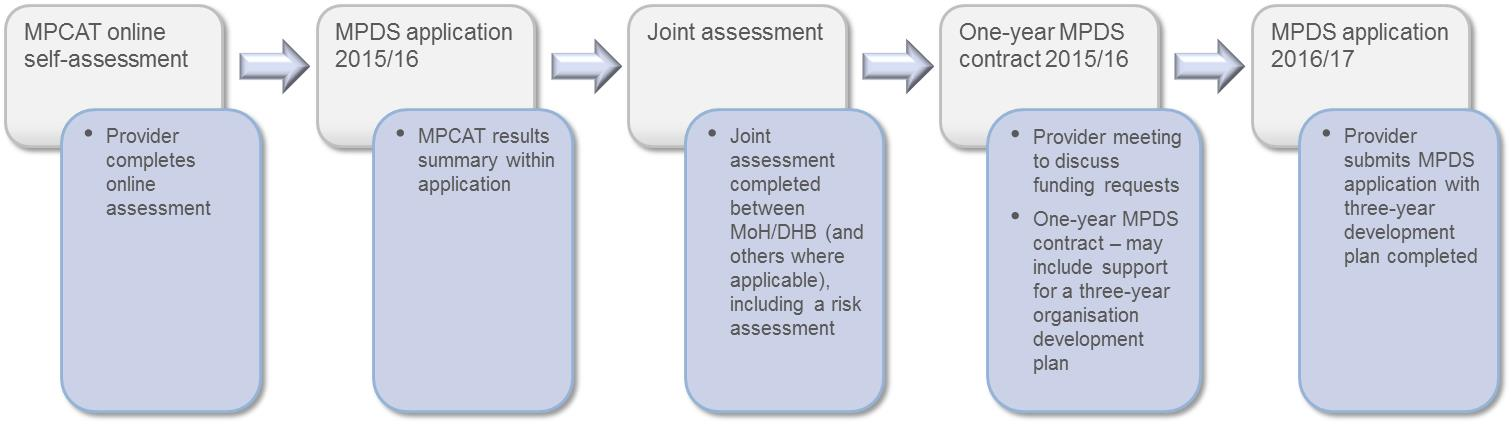 MPCAT online
self-assessment
• Provider
completes
online
assessment
MPDS application
2015/16
• MPCAT results
summary within
application
Joint assessment
• Joint
assessment
completed
between
MoH/DHB (and
others where
applicable),
including a risk
assessment
One-year MPDS
contract 2015/16
• Provider meeting
to discuss
funding requests
• One-year MPDS
contract – may
include support
for a three-year
organisation
development
plan
MPDS application
2016/17
• Provider
submits MPDS
application with
three-year
development
plan completed